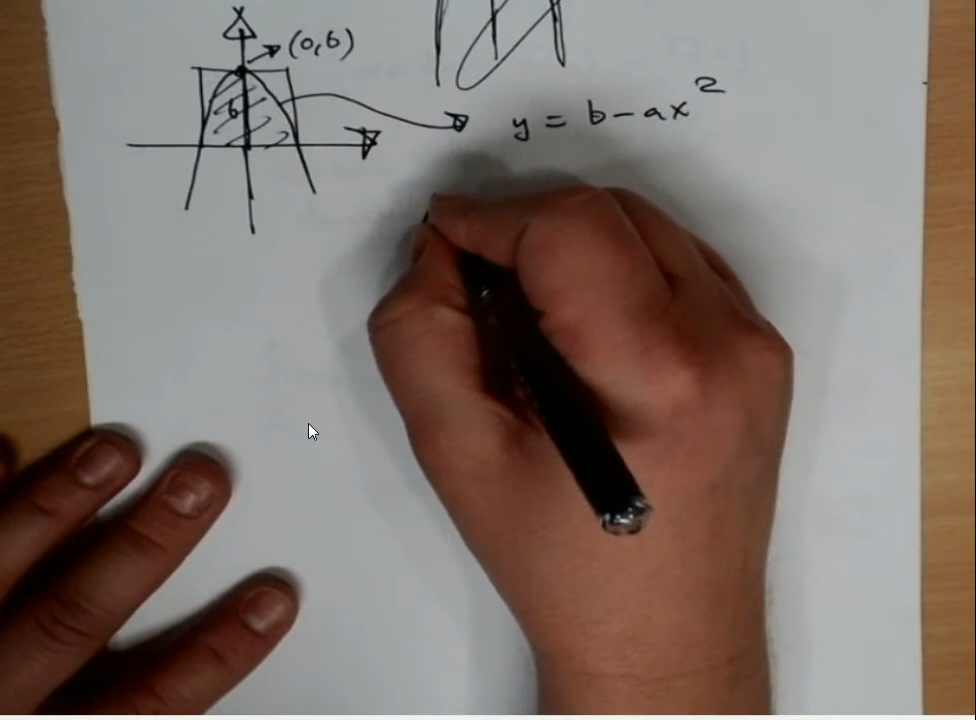 (0,b)
b
y = b - ax²